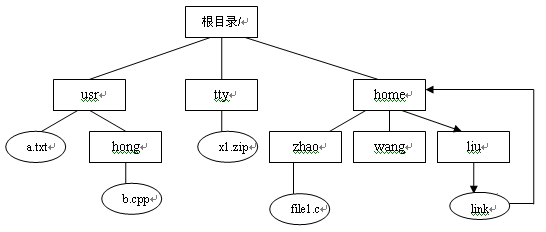 根目录/
usr
tty
home
a.txt
hong
x1.zip
zhao
wang
liu
b.cpp
file1.c
link